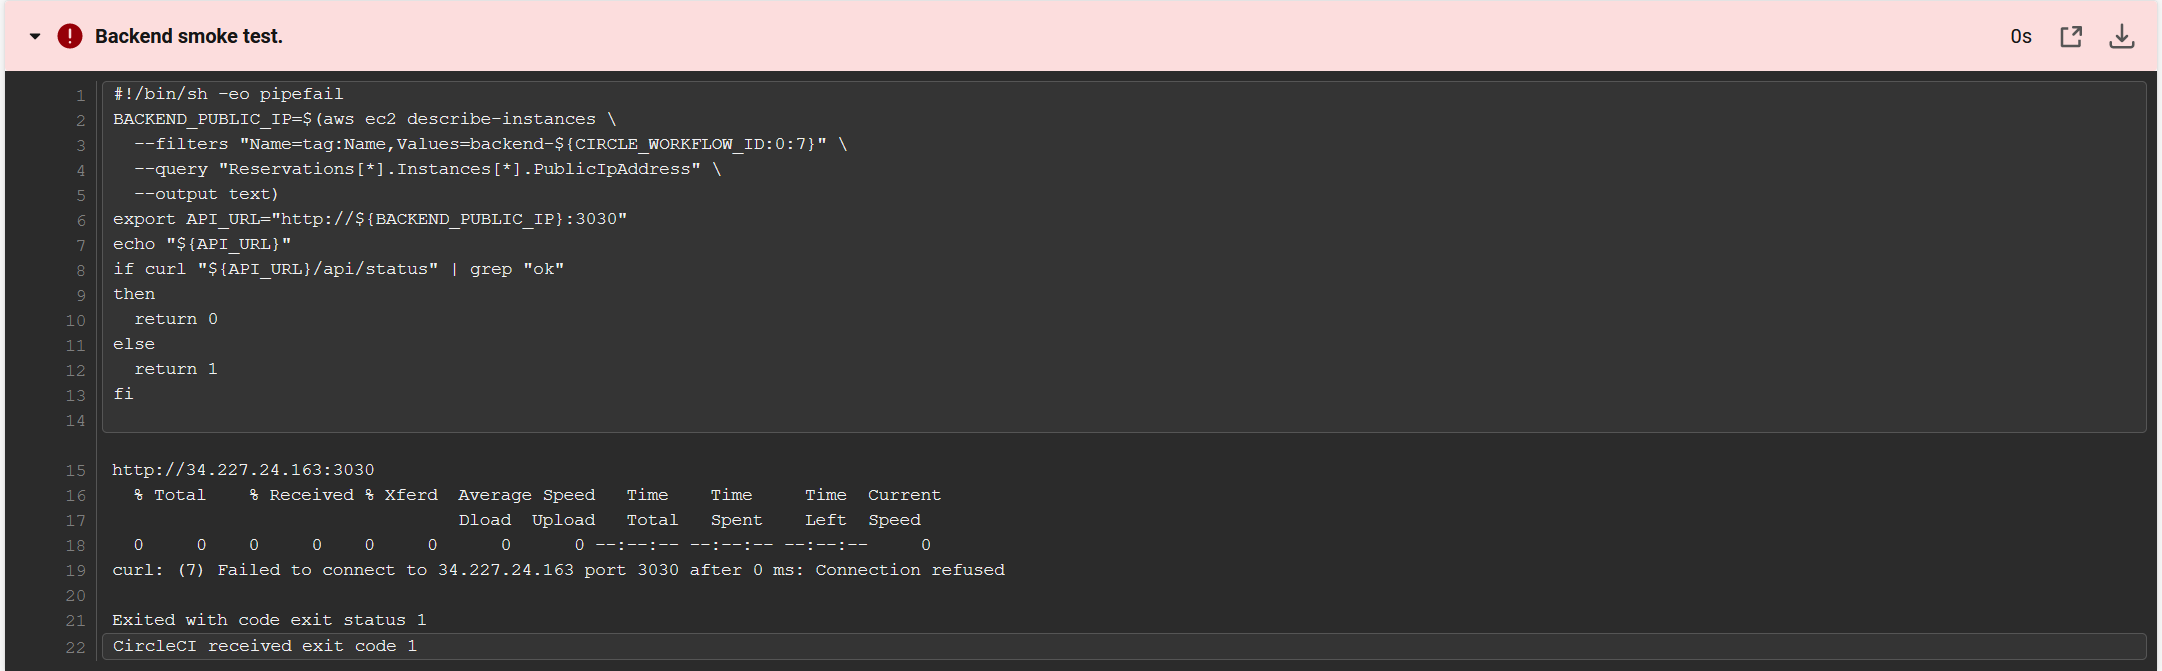 Backend smoke test.
0s
1 #!/bin/sh -eo pipefail
2 BACKEND_PUBLIC_IP=$(aws ec2 describe-instances \
3   --filters "Name=tag:Name,Values=backend-${CIRCLE_WORKFLOW_ID:0:7}" \
4   --query "Reservations[*].Instances[*].PublicIpAddress" \
5   --output text)
6 export API_URL="http://${BACKEND_PUBLIC_IP}:3030"
7 echo "${API_URL}"
8 if curl "${API_URL}/api/status" | grep "ok"
9 then
10   return 0
11 else
12   return 1
13 fi
14
15 http://34.227.24.163:3030
16   % Total    % Received % Xferd  Average Speed   Time    Time     Time  Current
17                                  Dload  Upload   Total   Spent    Left  Speed
18   0     0    0     0    0     0      0      0 --:--:-- --:--:-- --:--:--     0
19 curl: (7) Failed to connect to 34.227.24.163 port 3030 after 0 ms: Connection refused
20
21 Exited with code exit status 1
22 CircleCI received exit code 1